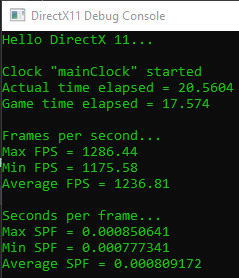 DirectX11 Debug Console
Hello DirectX 11...
Clock "mainClock" started
Actual time elapsed = 20.5604
Game time elapsed = 17.574
Frames per second...
Max FPS = 1286.44
Min FPS = 1175.58
Average FPS = 1236.81
Seconds per frame...
Max SPF = 0.000850641
Min SPF = 0.000777341
Average SPF = 0.000809172